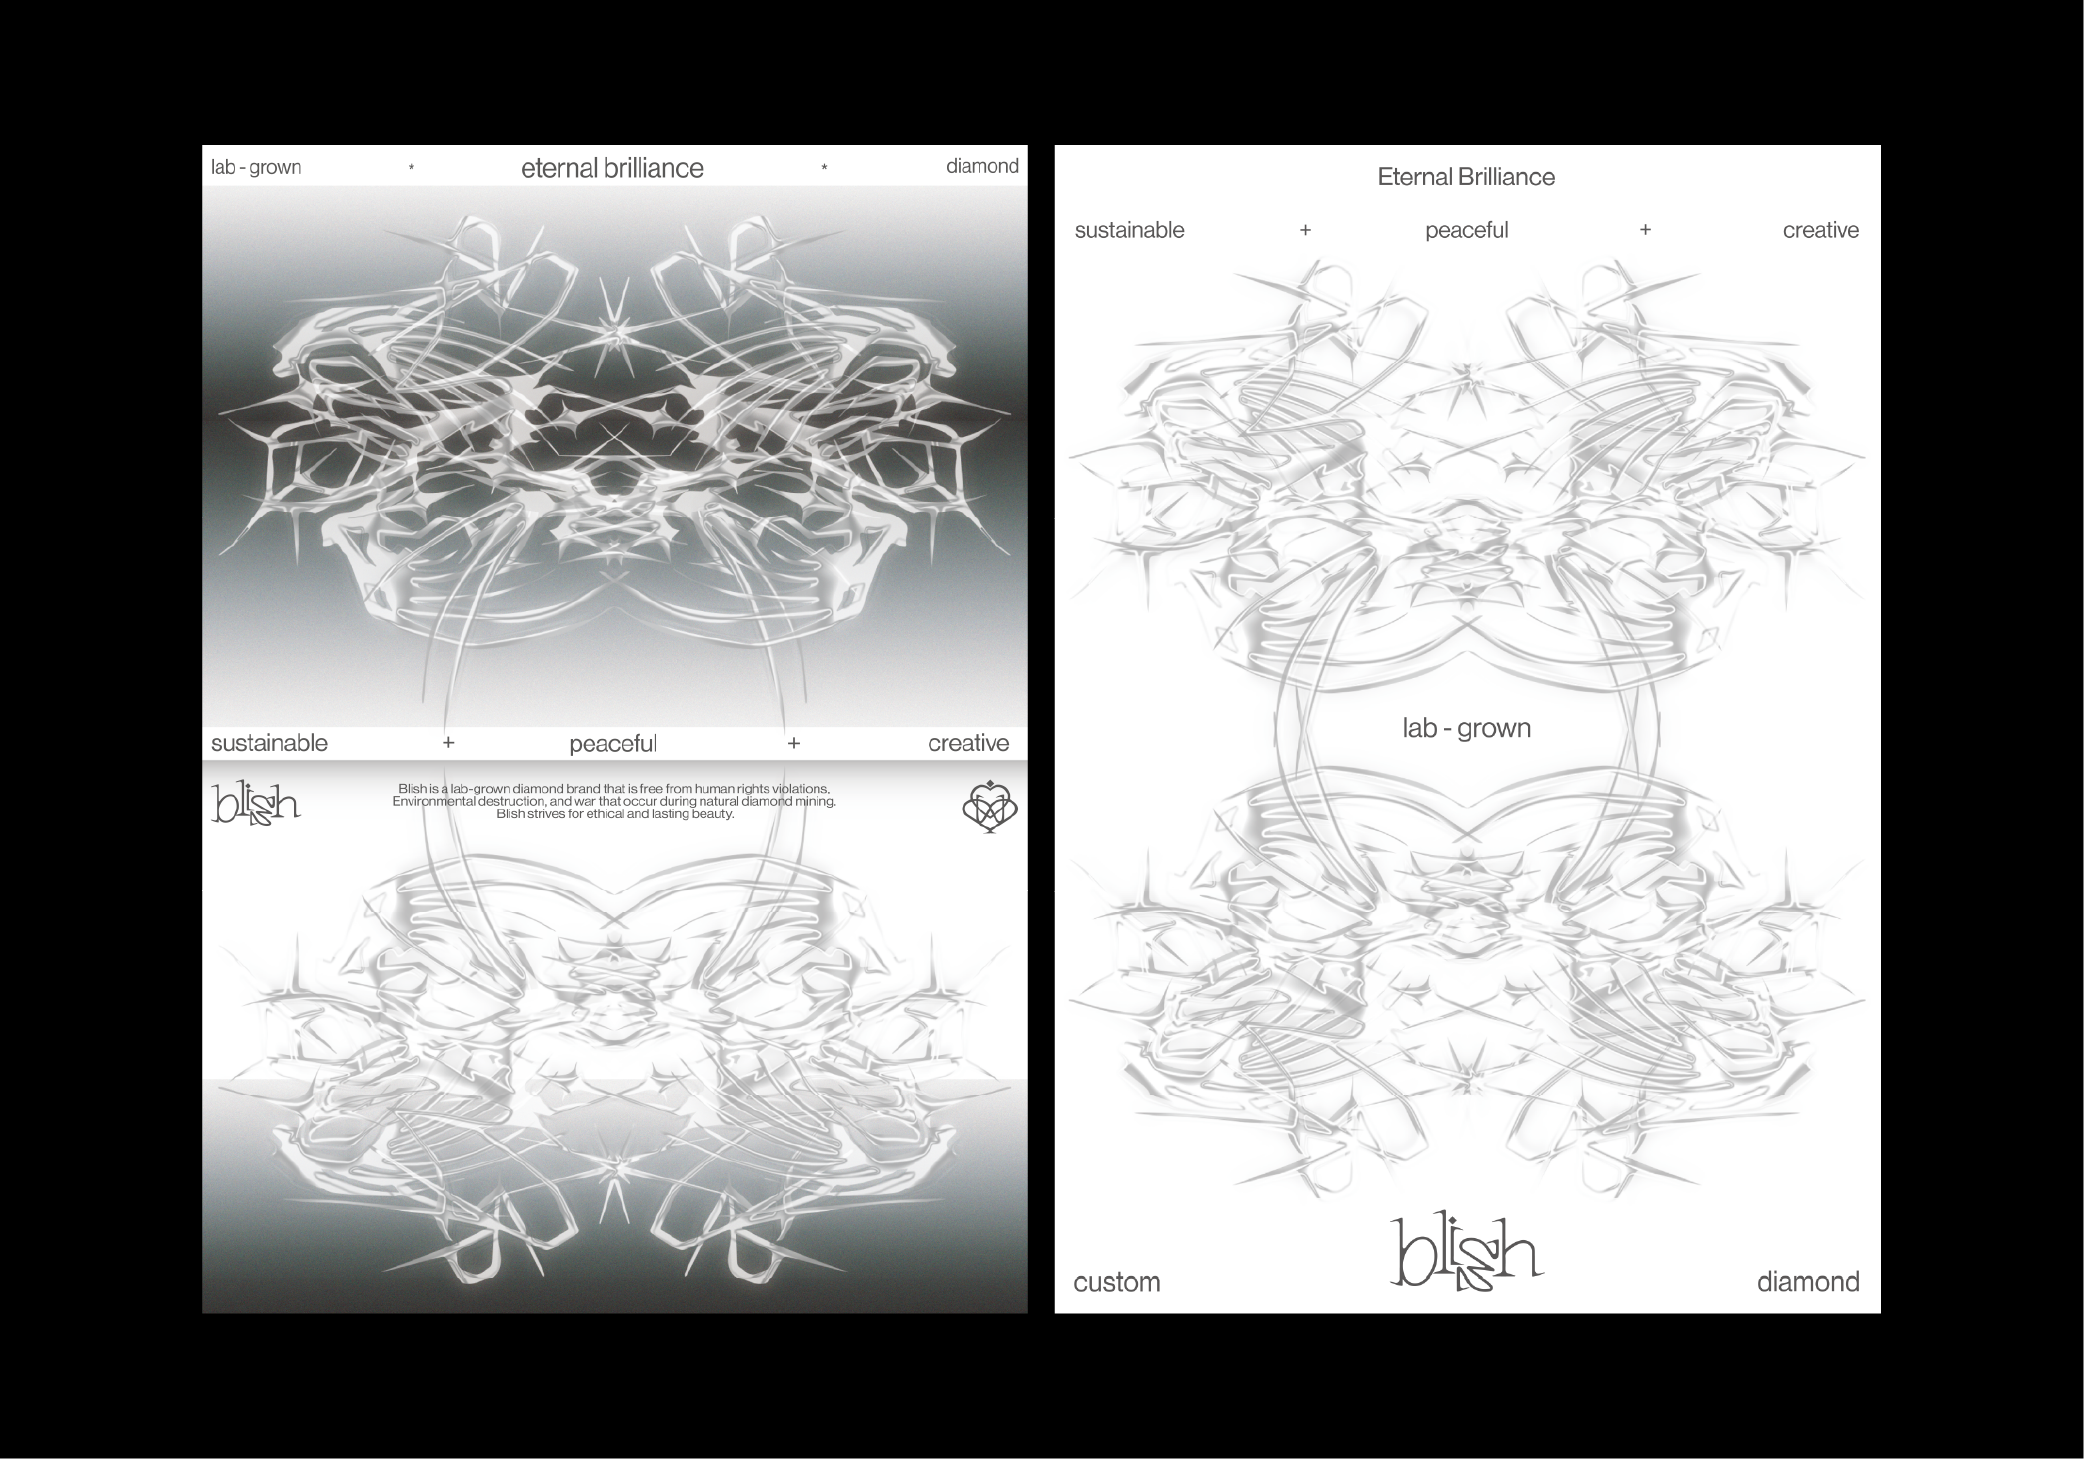 lab - grown * eternal brilliance * diamond
sustainable + peaceful + creative
blish
Blish is a lab-grown diamond brand that is free from human rights violations.
Environmental destruction, and war that occur during natural diamond mining.
Blish strives for ethical and lasting beauty.
Eternal Brilliance
sustainable + peaceful + creative
lab - grown
custom
blish
diamond